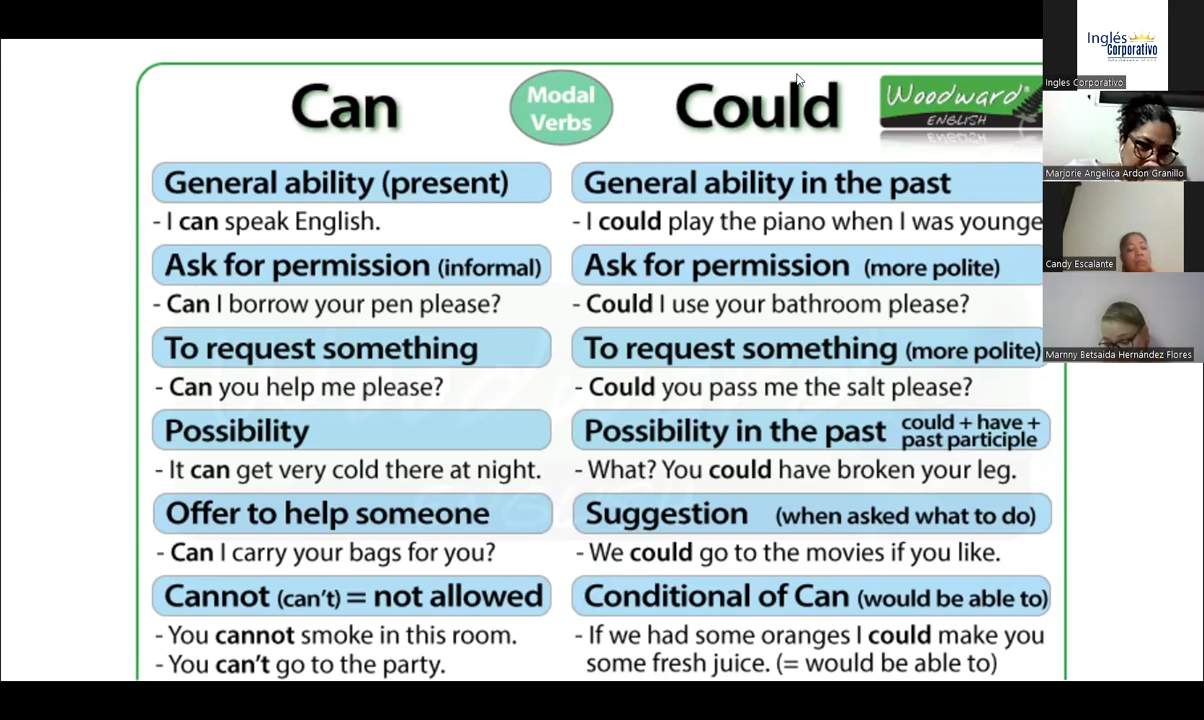 Can
Modal
Verbs
Could
Woodward®
ENGLISH
General ability (present)
- I can speak English.
Ask for permission (informal)
- Can I borrow your pen please?
To request something
- Can you help me please?
Possibility
- It can get very cold there at night.
Offer to help someone
- Can I carry your bags for you?
Cannot (can't) = not allowed
- You cannot smoke in this room.
- You can't go to the party.
General ability in the past
- I could play the piano when I was younge
Ask for permission (more polite)
- Could I use your bathroom please?
To request something (more polite)
- Could you pass me the salt please?
Possibility in the past could + have +
past participle
- What? You could have broken your leg.
Suggestion (when asked what to do)
- We could go to the movies if you like.
Conditional of Can (would be able to)
- If we had some oranges I could make you
some fresh juice. (= would be able to)
Inglés
Corporativo
Ingles Corporativo
Marjorie Angelica Ardon Granillo
Candy Escalante
Marnny Betsaida Hernández Flores